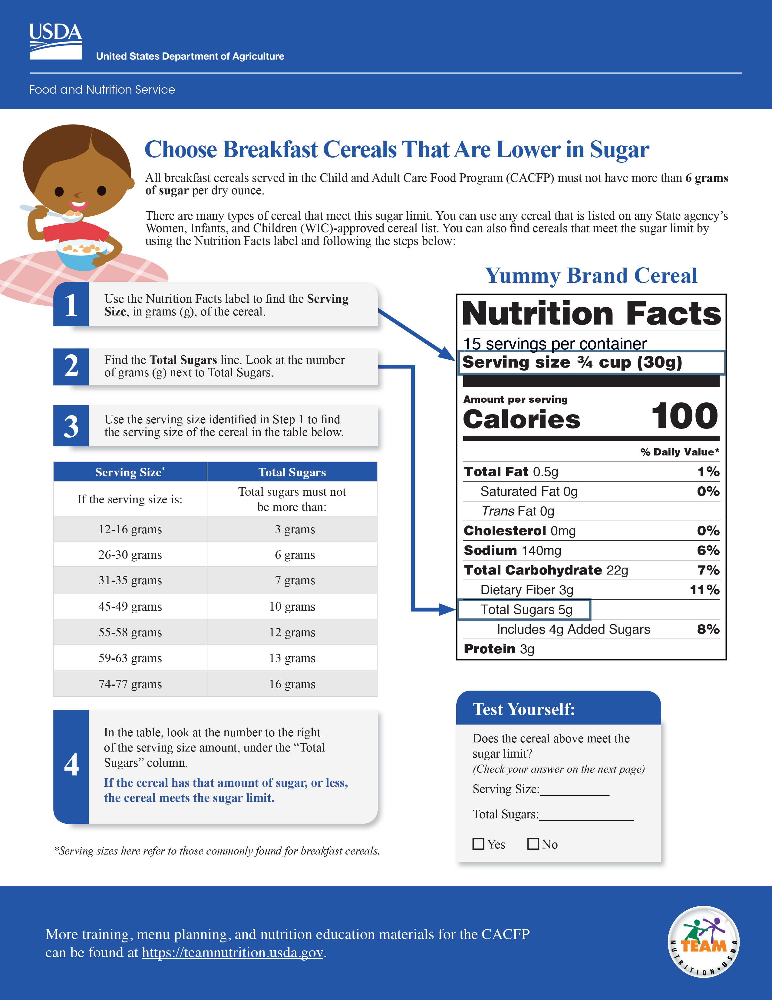 USDA
United States Department of Agriculture
Food and Nutrition Service
Choose Breakfast Cereals That Are Lower in Sugar
All breakfast cereals served in the Child and Adult Care Food Program (CACFP) must not have more than 6 grams
of sugar per dry ounce.
There are many types of cereal that meet this sugar limit. You can use any cereal that is listed on any State agency’s
Women, Infants, and Children (WIC)-approved cereal list. You can also find cereals that meet the sugar limit by
using the Nutrition Facts label and following the steps below:
1
Use the Nutrition Facts label to find the Serving
Size, in grams (g), of the cereal.
2
Find the Total Sugars line. Look at the number
of grams (g) next to Total Sugars.
3
Use the serving size identified in Step 1 to find
the serving size of the cereal in the table below.
Serving Size* Total Sugars
If the serving size is: Total sugars must not
be more than:
12-16 grams 3 grams
26-30 grams 6 grams
31-35 grams 7 grams
45-49 grams 10 grams
55-58 grams 12 grams
59-63 grams 13 grams
74-77 grams 16 grams
4
In the table, look at the number to the right
of the serving size amount, under the “Total
Sugars” column.
If the cereal has that amount of sugar, or less,
the cereal meets the sugar limit.
*Serving sizes here refer to those commonly found for breakfast cereals.
Yummy Brand Cereal
Nutrition Facts
15 servings per container
Serving size ¾ cup (30g)
Amount per serving
Calories 100
% Daily Value*
Total Fat 0.5g 1%
Saturated Fat 0g 0%
Trans Fat 0g
Cholesterol 0mg 0%
Sodium 140mg 6%
Total Carbohydrate 22g 7%
Dietary Fiber 3g 11%
Total Sugars 5g
Includes 4g Added Sugars 8%
Protein 3g
Test Yourself:
Does the cereal above meet the
sugar limit?
(Check your answer on the next page)
Serving Size:___________
Total Sugars:_______________
Yes No
More training, menu planning, and nutrition education materials for the CACFP
can be found at https://teamnutrition.usda.gov.
TEAM
NUTRITION • USDA